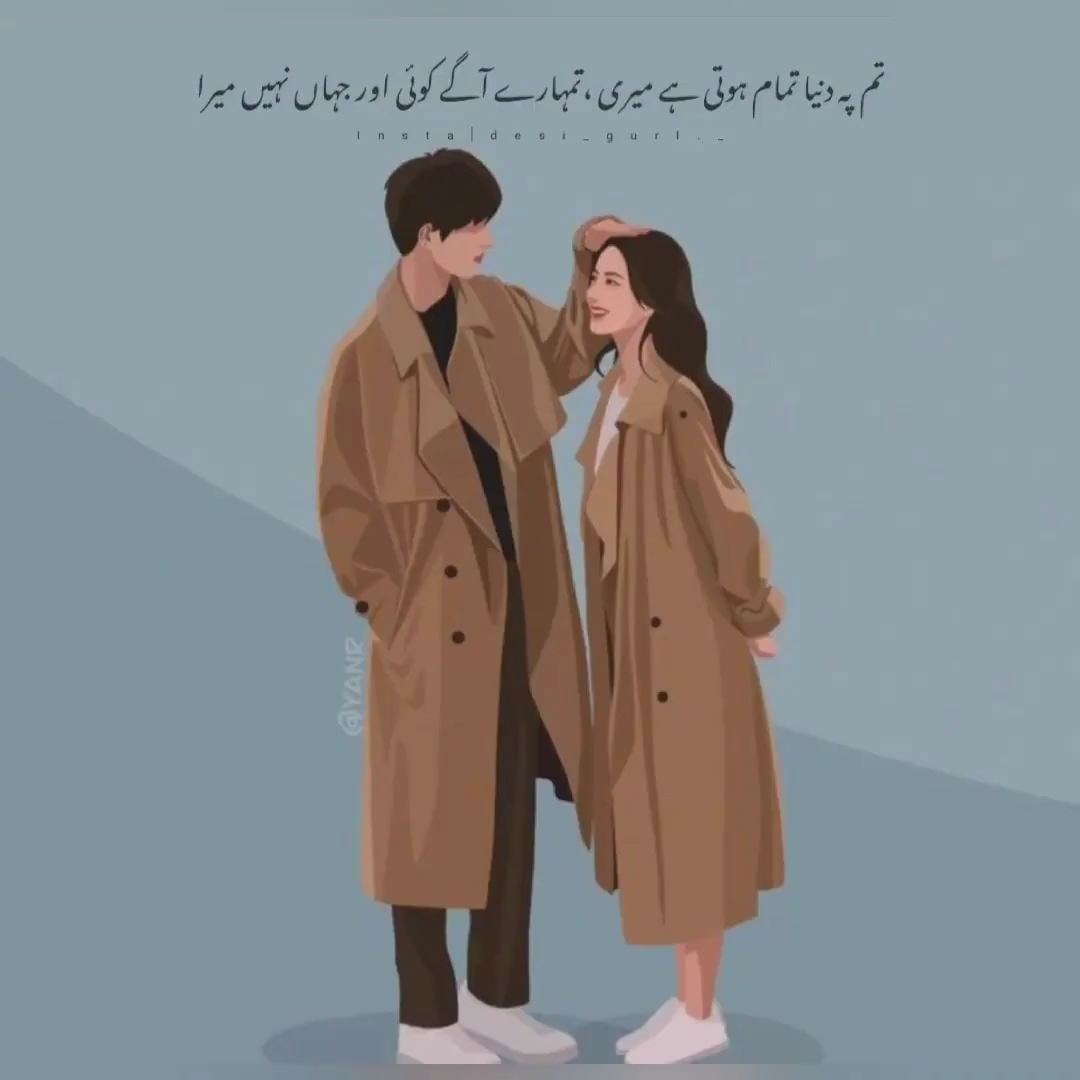 تم پہ دنیا تمام ہوتی ہے میری ،تمہارے آگے کوئی اور جہاں نہیں میرا
Insta|desi_gurl._
@YANR